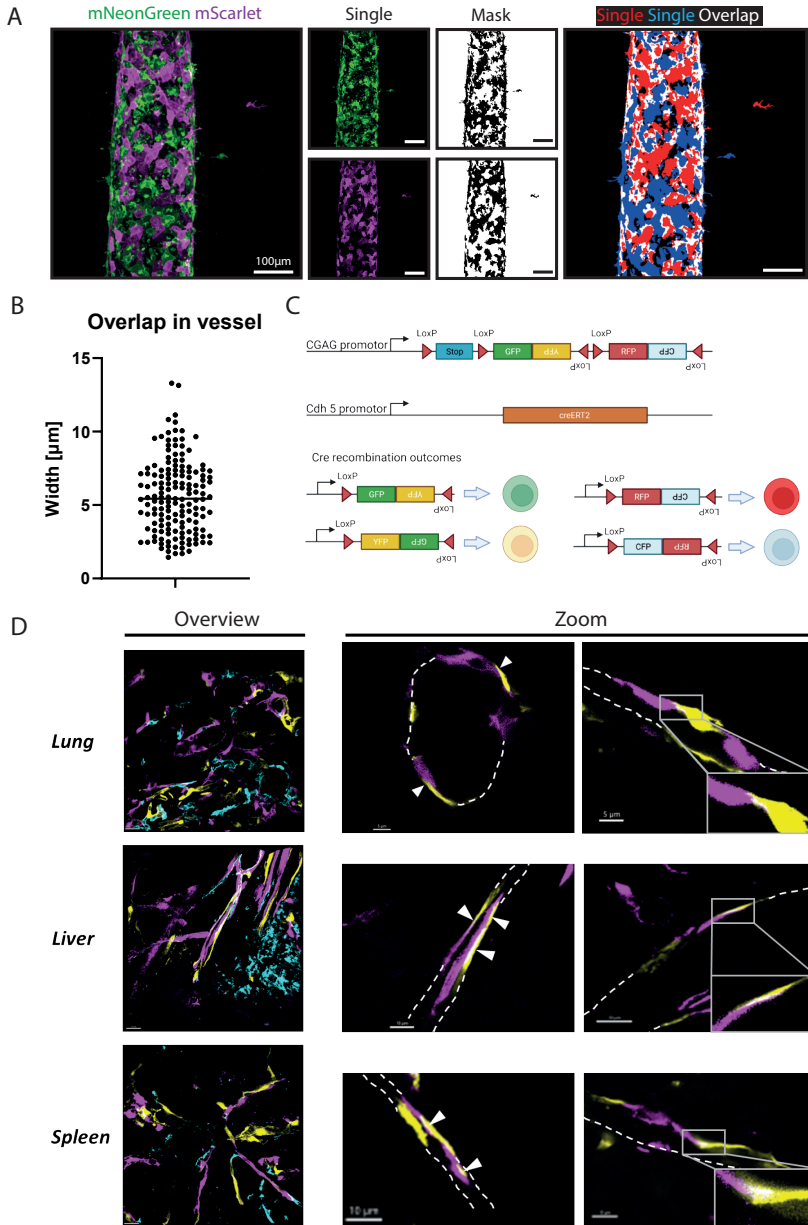 A
mNeonGreen mScarlet
Single
Mask
Single Single Overlap
100µm
B
Overlap in vessel
Width [µm]
15
10
5
0
C
CGAG promotor
LoxP
Stop
LoxP
GFP
YFP
LoxP
LoxP
RFP
CFP
LoxP
Cdh 5 promotor
creERT2
Cre recombination outcomes
LoxP
GFP
YFP
LoxP
LoxP
RFP
CFP
LoxP
LoxP
YFP
GFP
LoxP
LoxP
CFP
RFP
LoxP
D
Overview
Zoom
Lung
5 µm
Liver
10 µm
Spleen
10 µm